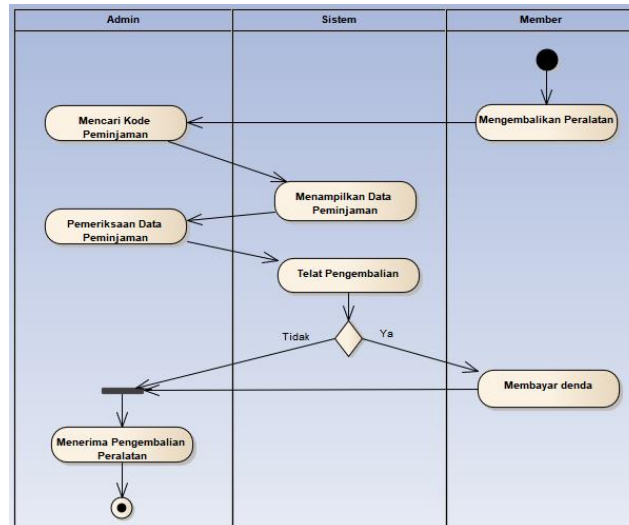 Admin
Sistem
Member
Mengembalikan Peralatan
Mencari Kode
Peminjaman
Menampilkan Data
Peminjaman
Pemeriksaan Data
Peminjaman
Telat Pengembalian
Tidak
Ya
Membayar denda
Menerima Pengembalian
Peralatan